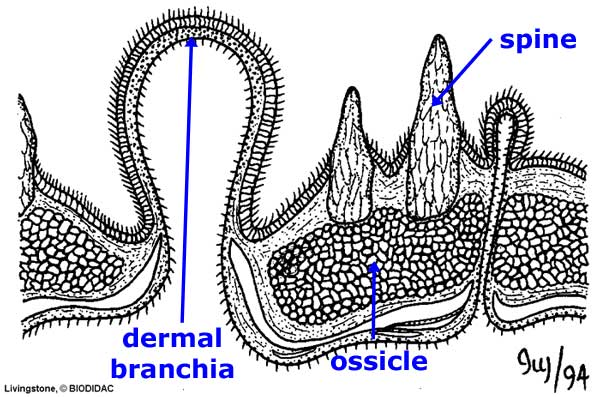 spine
dermal
branchia
ossicle
Livingstone, © BIODIDAC